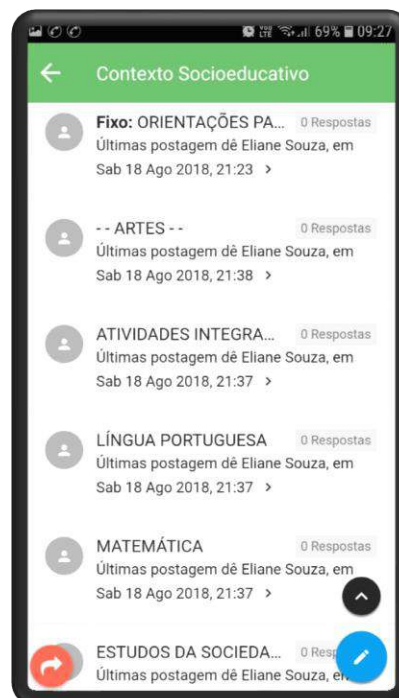 69% 09:27
Contexto Socioeducativo
Fixo: ORIENTAÇÕES PA... 0 Respostas
Últimas postagem dê Eliane Souza, em
Sab 18 Ago 2018, 21:23 >
- - ARTES - - 0 Respostas
Últimas postagem dê Eliane Souza, em
Sab 18 Ago 2018, 21:38 >
ATIVIDADES INTEGRA... 0 Respostas
Últimas postagem dê Eliane Souza, em
Sab 18 Ago 2018, 21:37 >
LÍNGUA PORTUGUESA 0 Respostas
Últimas postagem dê Eliane Souza, em
Sab 18 Ago 2018, 21:37 >
MATEMÁTICA 0 Respostas
Últimas postagem dê Eliane Souza, em
Sab 18 Ago 2018, 21:37 >
ESTUDOS DA SOCIEDA... 0
Últimas postagem dê Eliane Souza,